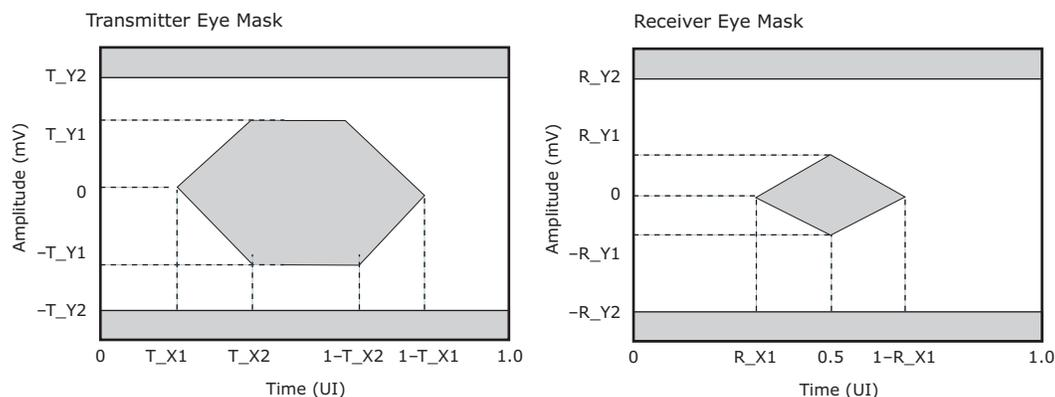 Transmitter Eye Mask
T_Y2
T_Y1
0
–T_Y1
–T_Y2
Amplitude (mV)
0
T_X1
T_X2
1–T_X2
1–T_X1
1.0
Time (UI)
Receiver Eye Mask
R_Y2
R_Y1
0
–R_Y1
–R_Y2
Amplitude (mV)
0
R_X1
0.5
1–R_X1
1.0
Time (UI)